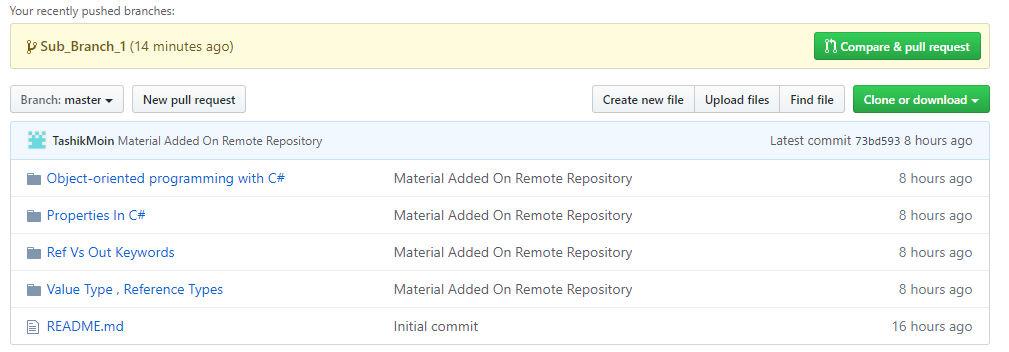 Your recently pushed branches:
Sub_Branch_1 (14 minutes ago) Compare & pull request
Branch: master New pull request Create new file Upload files Find file Clone or download
TashikMoin Material Added On Remote Repository Latest commit 73bd593 8 hours ago
Object-oriented programming with C# Material Added On Remote Repository 8 hours ago
Properties In C# Material Added On Remote Repository 8 hours ago
Ref Vs Out Keywords Material Added On Remote Repository 8 hours ago
Value Type , Reference Types Material Added On Remote Repository 8 hours ago
README.md Initial commit 16 hours ago